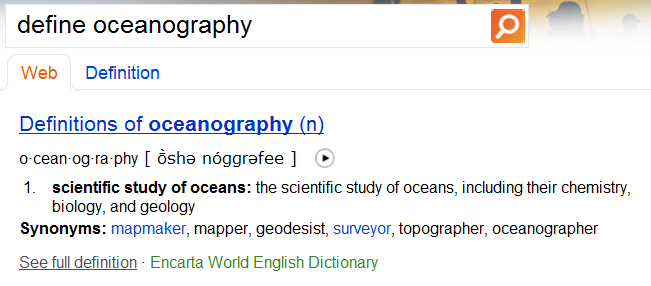 define oceanography
Web Definition
Definitions of oceanography (n)
o·cean·og·ra·phy [ ṑshə nóggrəfee ]
1. scientific study of oceans: the scientific study of oceans, including their chemistry,
biology, and geology
Synonyms: mapmaker, mapper, geodesist, surveyor, topographer, oceanographer
See full definition · Encarta World English Dictionary